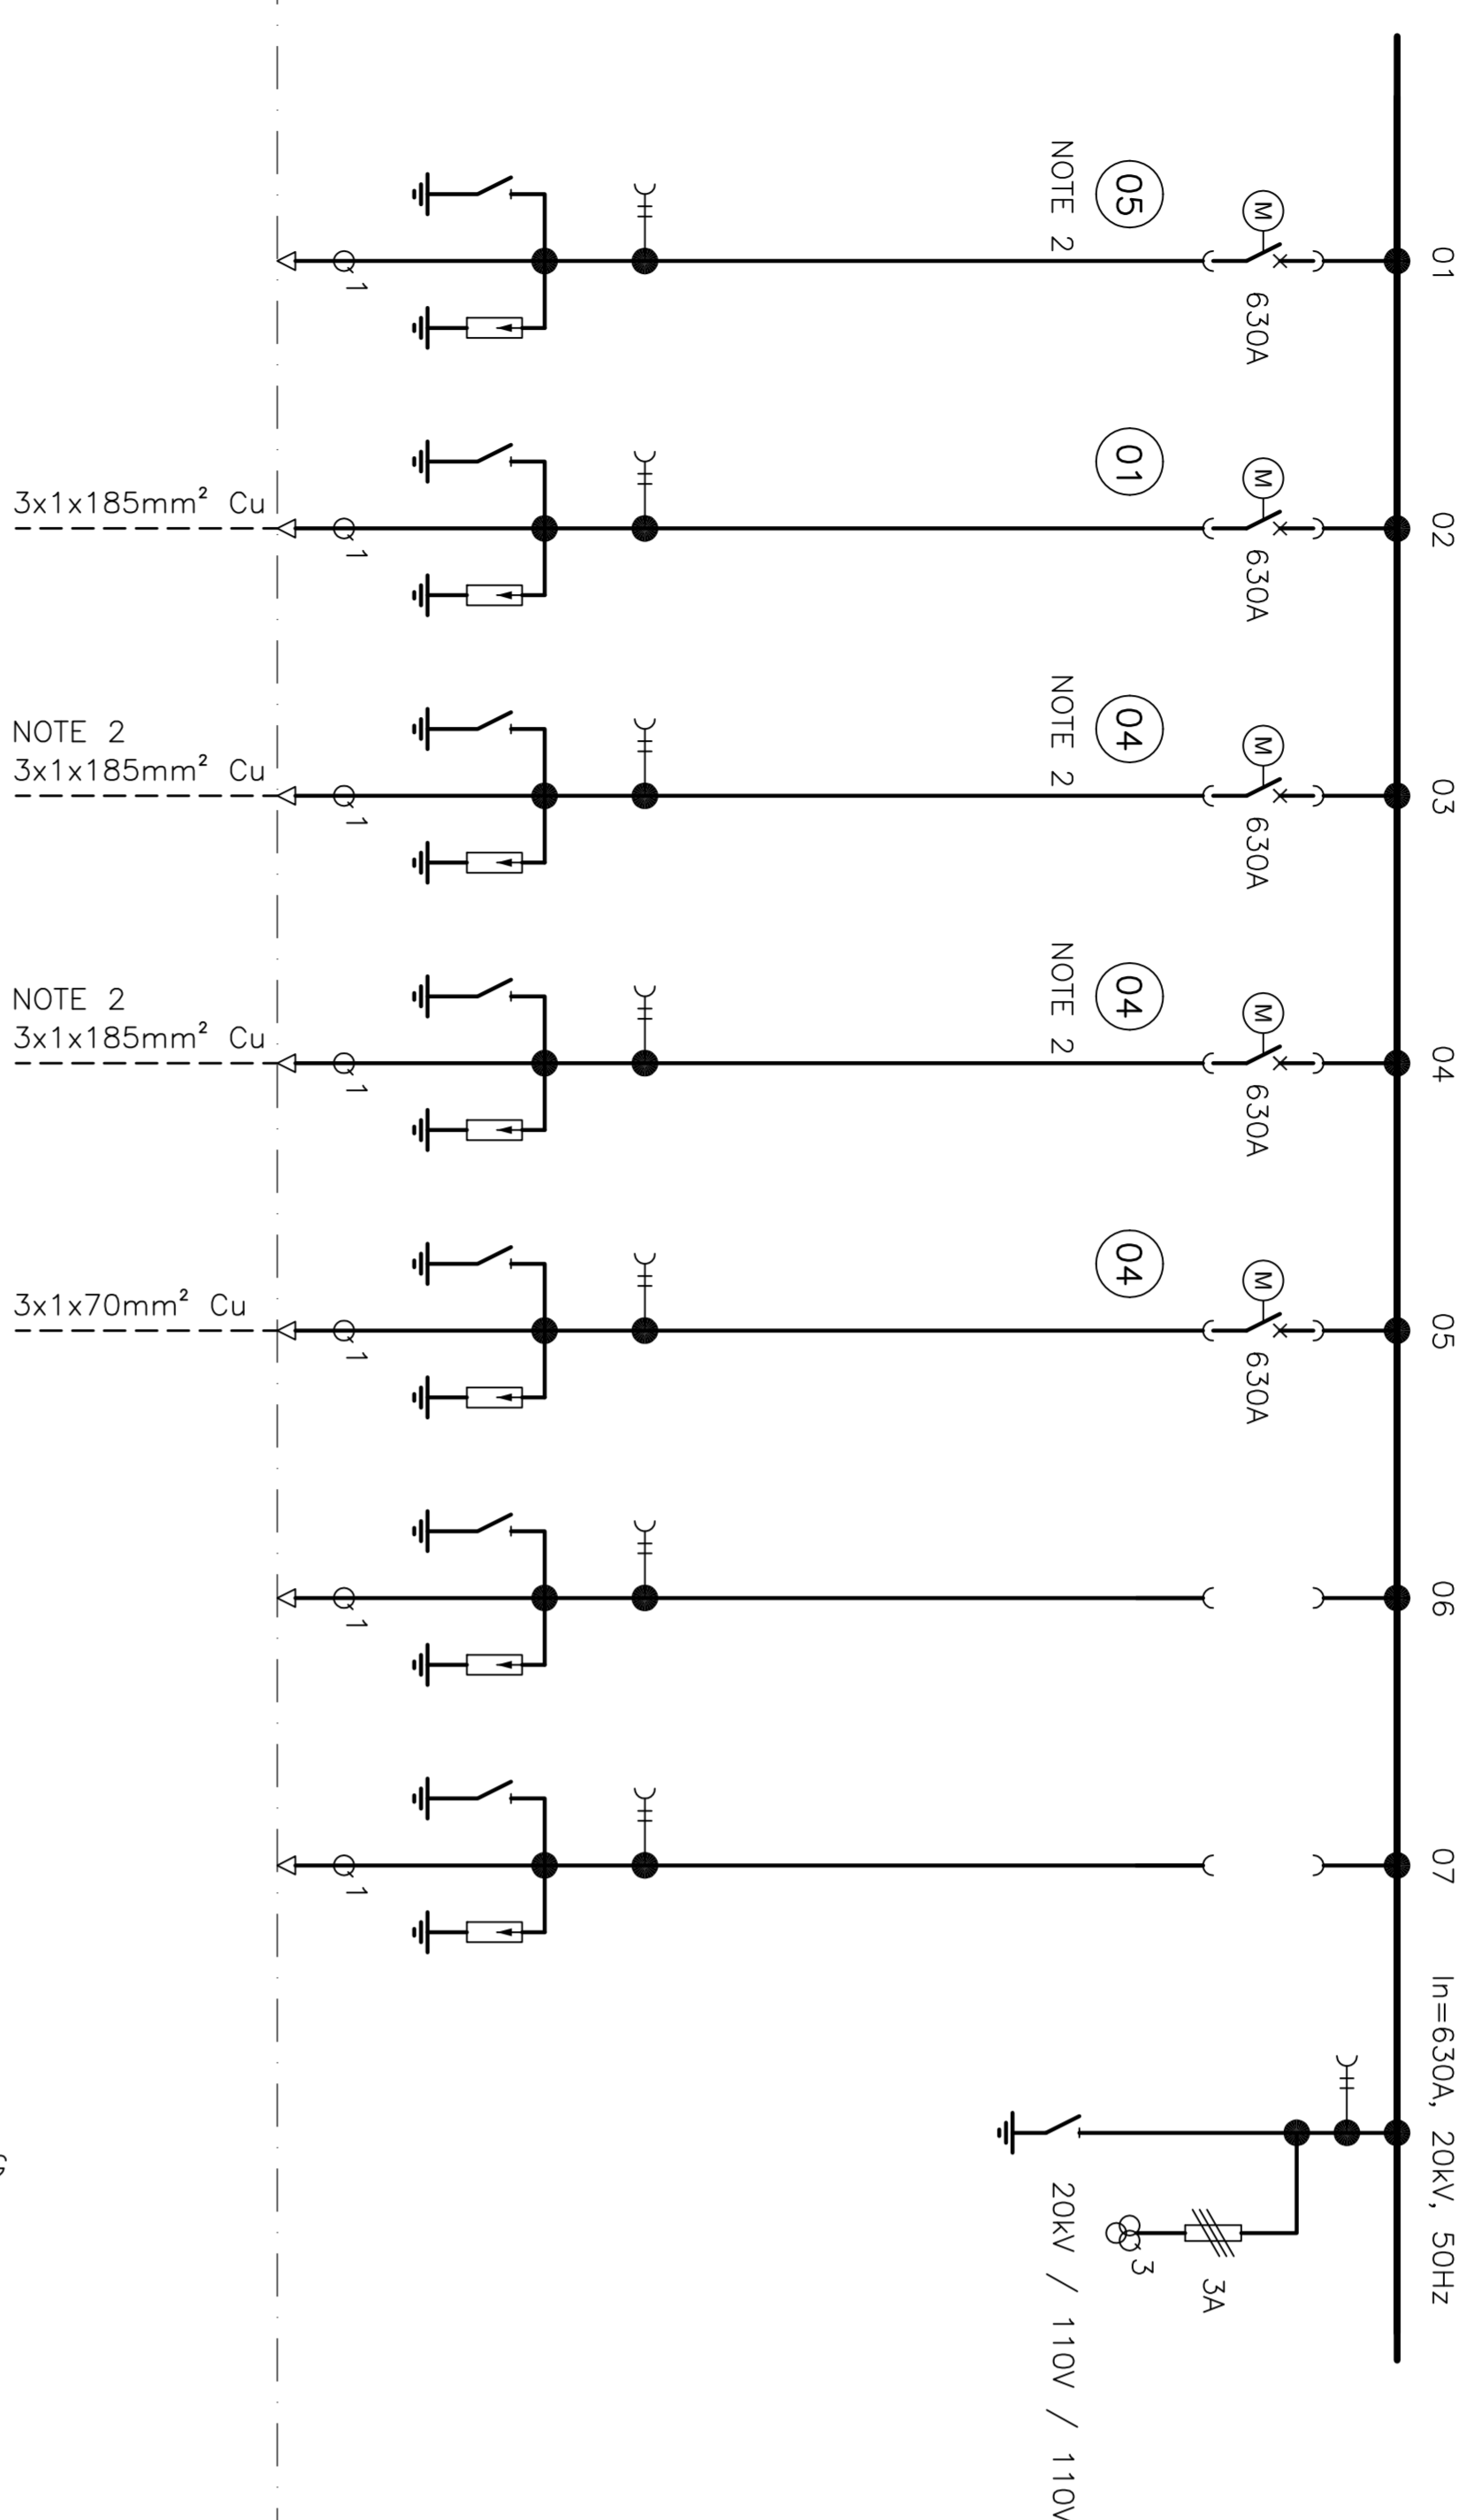 01
M
630A
05
NOTE 2
1
02
M
630A
01
1
3x1x185mm² Cu
03
M
630A
04
NOTE 2
1
NOTE 2
3x1x185mm² Cu
04
M
630A
04
NOTE 2
1
NOTE 2
3x1x185mm² Cu
05
M
630A
04
1
3x1x70mm² Cu
06
1
07
1
In=630A, 20kV, 50Hz
3A
3
20kV / 110V / 110V